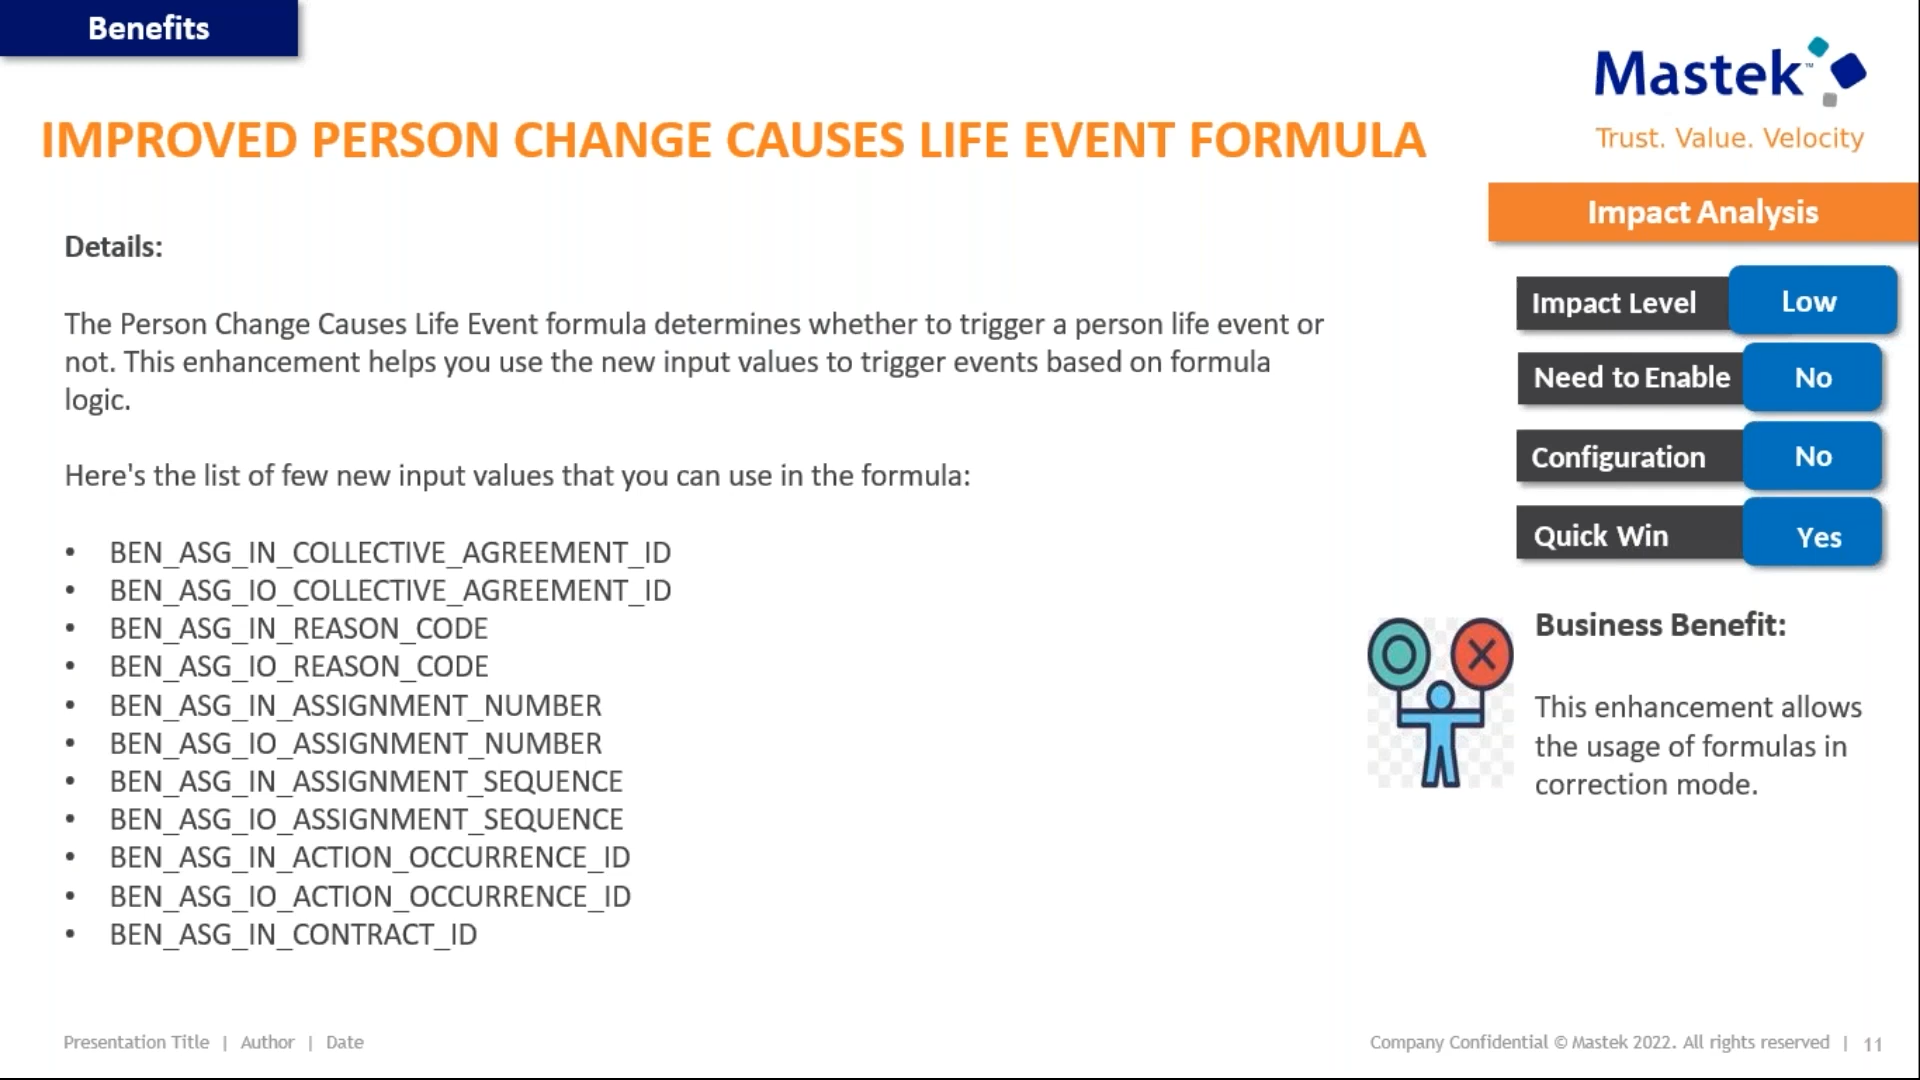 Benefits
Mastek™
Trust. Value. Velocity
IMPROVED PERSON CHANGE CAUSES LIFE EVENT FORMULA
Details:
The Person Change Causes Life Event formula determines whether to trigger a person life event or
not. This enhancement helps you use the new input values to trigger events based on formula
logic.
Here's the list of few new input values that you can use in the formula:
• BEN_ASG_IN_COLLECTIVE_AGREEMENT_ID
• BEN_ASG_IO_COLLECTIVE_AGREEMENT_ID
• BEN_ASG_IN_REASON_CODE
• BEN_ASG_IO_REASON_CODE
• BEN_ASG_IN_ASSIGNMENT_NUMBER
• BEN_ASG_IO_ASSIGNMENT_NUMBER
• BEN_ASG_IN_ASSIGNMENT_SEQUENCE
• BEN_ASG_IO_ASSIGNMENT_SEQUENCE
• BEN_ASG_IN_ACTION_OCCURRENCE_ID
• BEN_ASG_IO_ACTION_OCCURRENCE_ID
• BEN_ASG_IN_CONTRACT_ID
Impact Analysis
Impact Level Low
Need to Enable No
Configuration No
Quick Win Yes
Business Benefit:
This enhancement allows
the usage of formulas in
correction mode.
Presentation Title | Author | Date
Company Confidential © Mastek 2022. All rights reserved | 11